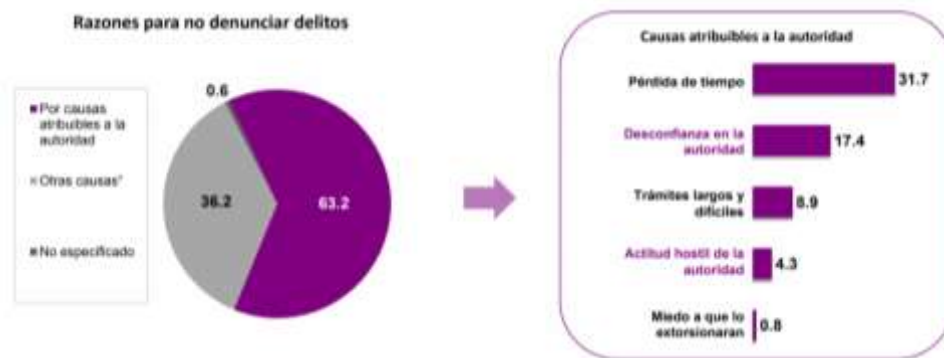 Razones para no denunciar delitos
Por causas
atribuibles a la
autoridad
Otras causas*
No especificado
0.6
36.2
63.2
Causas atribuibles a la autoridad
Pérdida de tiempo
31.7
Desconfianza en la
autoridad
17.4
Trámites largos y
difíciles
8.9
Actitud hostil de la
autoridad
4.3
Miedo a que lo
extorsionaran
0.8